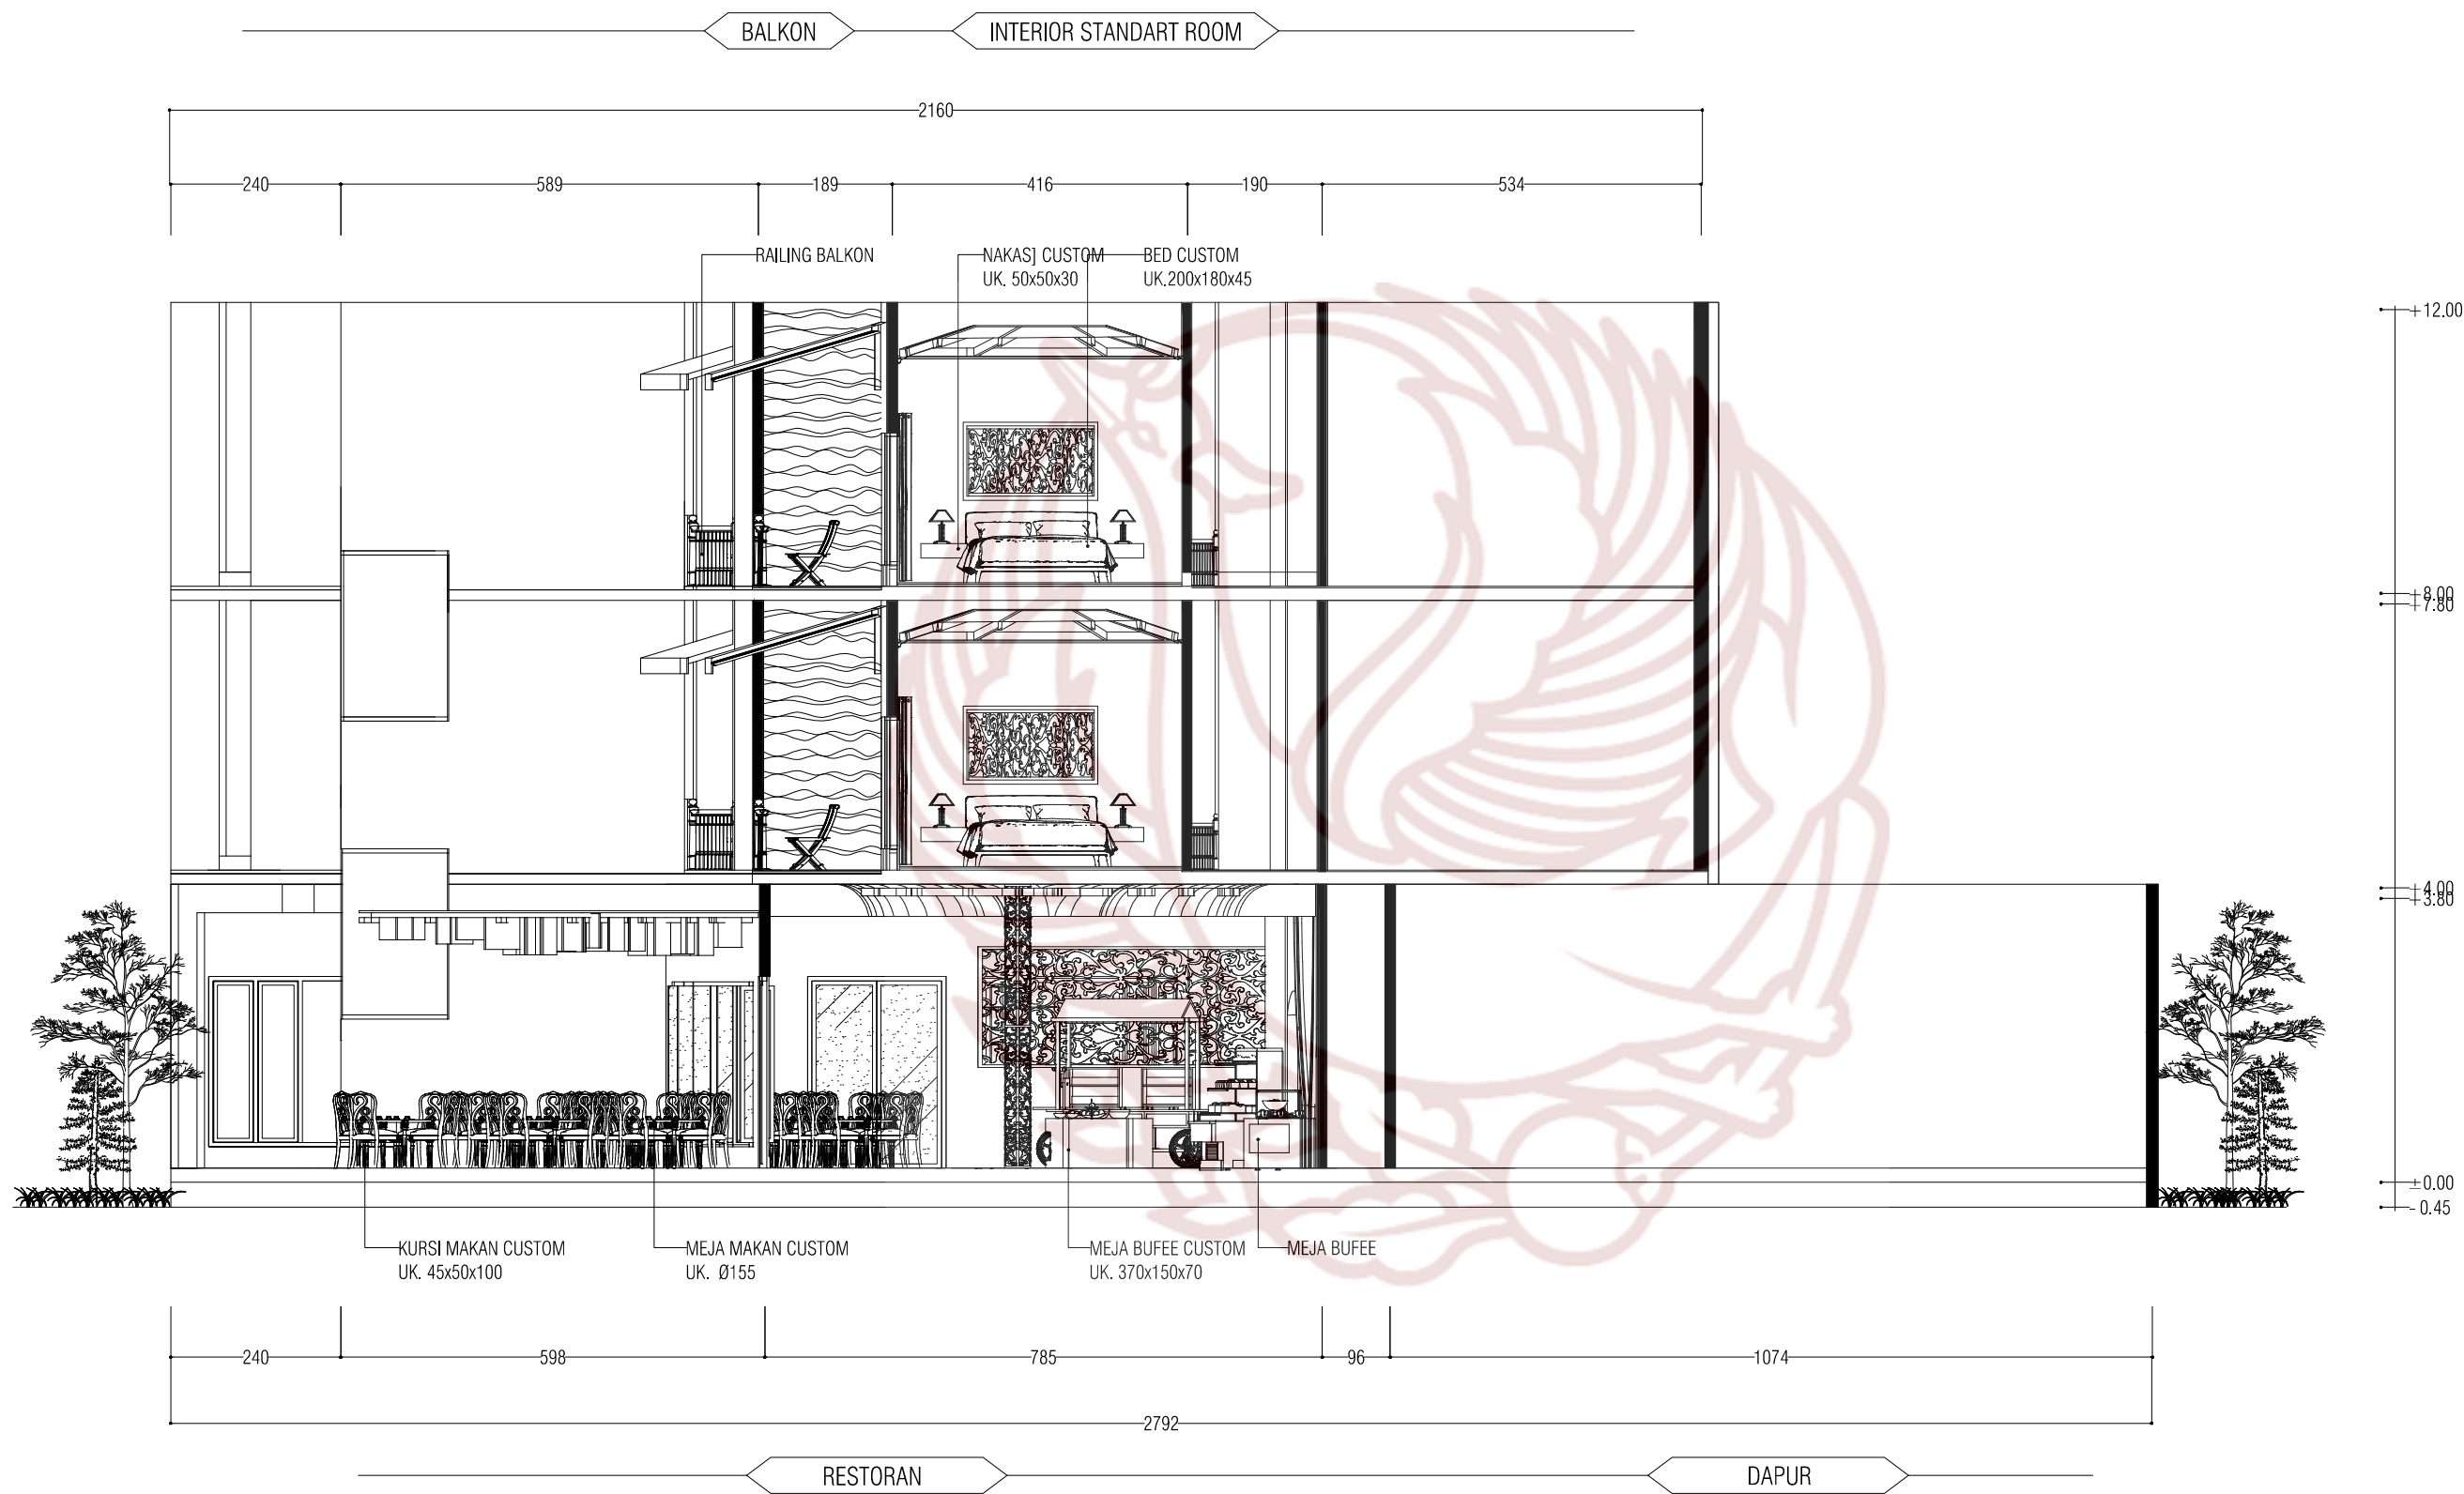 BALKON
INTERIOR STANDART ROOM
2160
240
589
189
416
190
534
RAILING BALKON
NAKAS] CUSTOM
UK. 50x50x30
BED CUSTOM
UK.200x180x45
+12.00
+8.00
+7.80
+4.00
+3.80
±0.00
- 0.45
KURSI MAKAN CUSTOM
UK. 45x50x100
MEJA MAKAN CUSTOM
UK. Ø155
MEJA BUFEE CUSTOM
UK. 370x150x70
MEJA BUFEE
240
598
785
96
1074
2792
RESTORAN
DAPUR